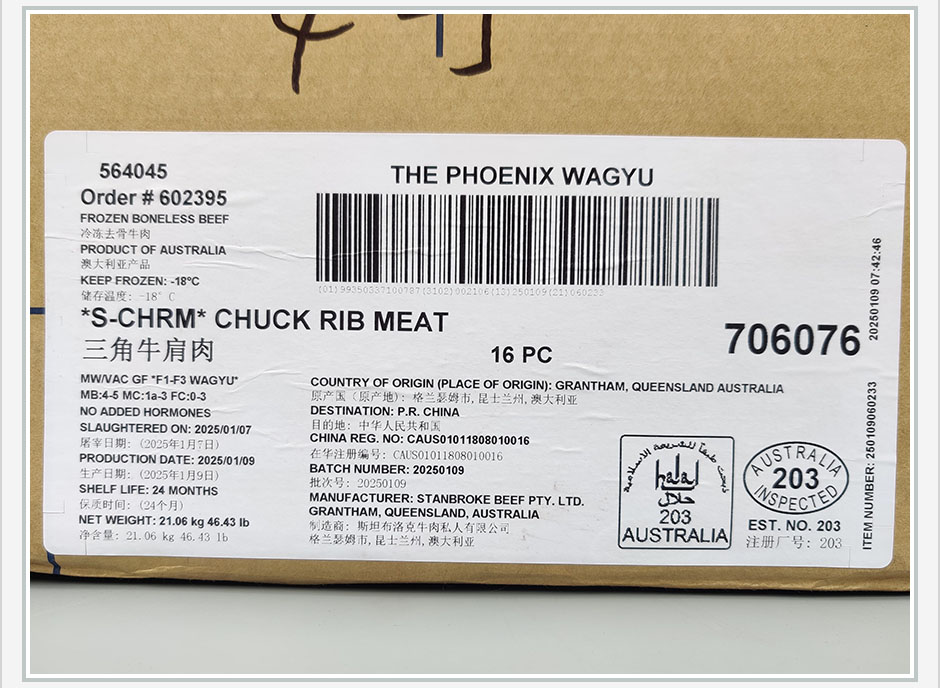 564045
Order # 602395
FROZEN BONELESS BEEF
冷冻去骨牛肉
PRODUCT OF AUSTRALIA
澳大利亚产品
KEEP FROZEN: -18°C
储存温度: -18° C
THE PHOENIX WAGYU
*S-CHRM* CHUCK RIB MEAT
三角牛肩肉
16 PC
706076
20250109 07:42:46
MW/VAC GF *F1-F3 WAGYU*
MB:4-5 MC:1a-3 FC:0-3
NO ADDED HORMONES
SLAUGHTERED ON: 2025/01/07
屠宰日期: (2025年1月7日)
PRODUCTION DATE: 2025/01/09
生产日期: (2025年1月9日)
SHELF LIFE: 24 MONTHS
保质时间: (24个月)
NET WEIGHT: 21.06 kg 46.43 lb
净含量: 21.06 kg 46.43 lb
COUNTRY OF ORIGIN (PLACE OF ORIGIN): GRANTHAM, QUEENSLAND AUSTRALIA
原产国 (原产地): 格兰瑟姆市, 昆士兰州, 澳大利亚
DESTINATION: P.R. CHINA
目的地: 中华人民共和国
CHINA REG. NO: CAUS01011808010016
在华注册编号: CAUS01011808010016
BATCH NUMBER: 20250109
批次号: 20250109
MANUFACTURER: STANBROKE BEEF PTY. LTD.
GRANTHAM, QUEENSLAND, AUSTRALIA
制造商: 斯坦布洛克牛肉私人有限公司
格兰瑟姆市, 昆士兰州, 澳大利亚
halal
حلال
203
AUSTRALIA
AUSTRALIA
203
INSPECTED
EST. NO. 203
注册厂号: 203
ITEM NUMBER: 250109060233